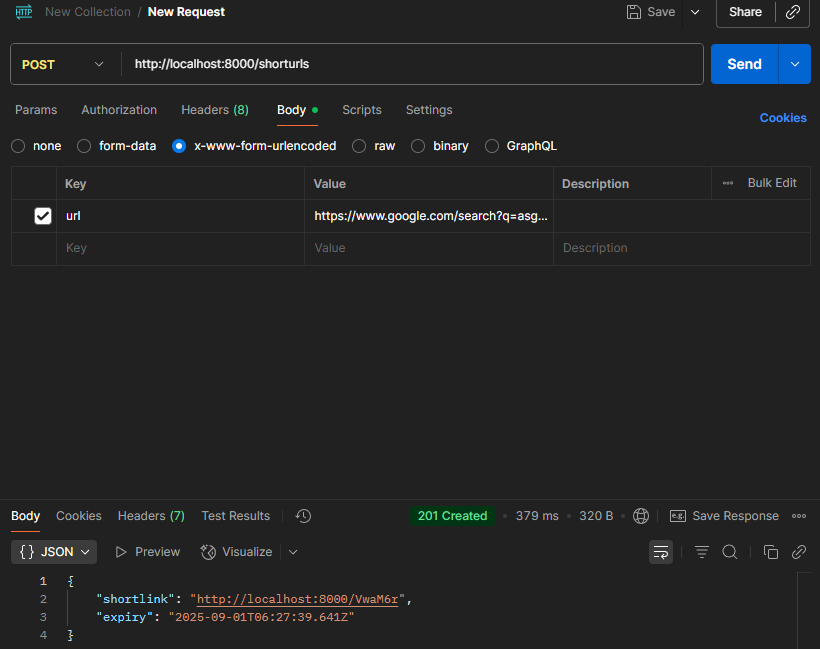 HTTP New Collection / New Request Save Share
POST http://localhost:8000/shorturls Send
Params Authorization Headers (8) Body Scripts Settings Cookies
none form-data x-www-form-urlencoded raw binary GraphQL
Key Value Description ••• Bulk Edit
url https://www.google.com/search?q=asg...
Key Value Description
Body Cookies Headers (7) Test Results 201 Created • 379 ms • 320 B • e.g. Save Response •••
{} JSON Preview Visualize
1 {
2 "shortlink": "http://localhost:8000/VwaM6r",
3 "expiry": "2025-09-01T06:27:39.641Z"
4 }